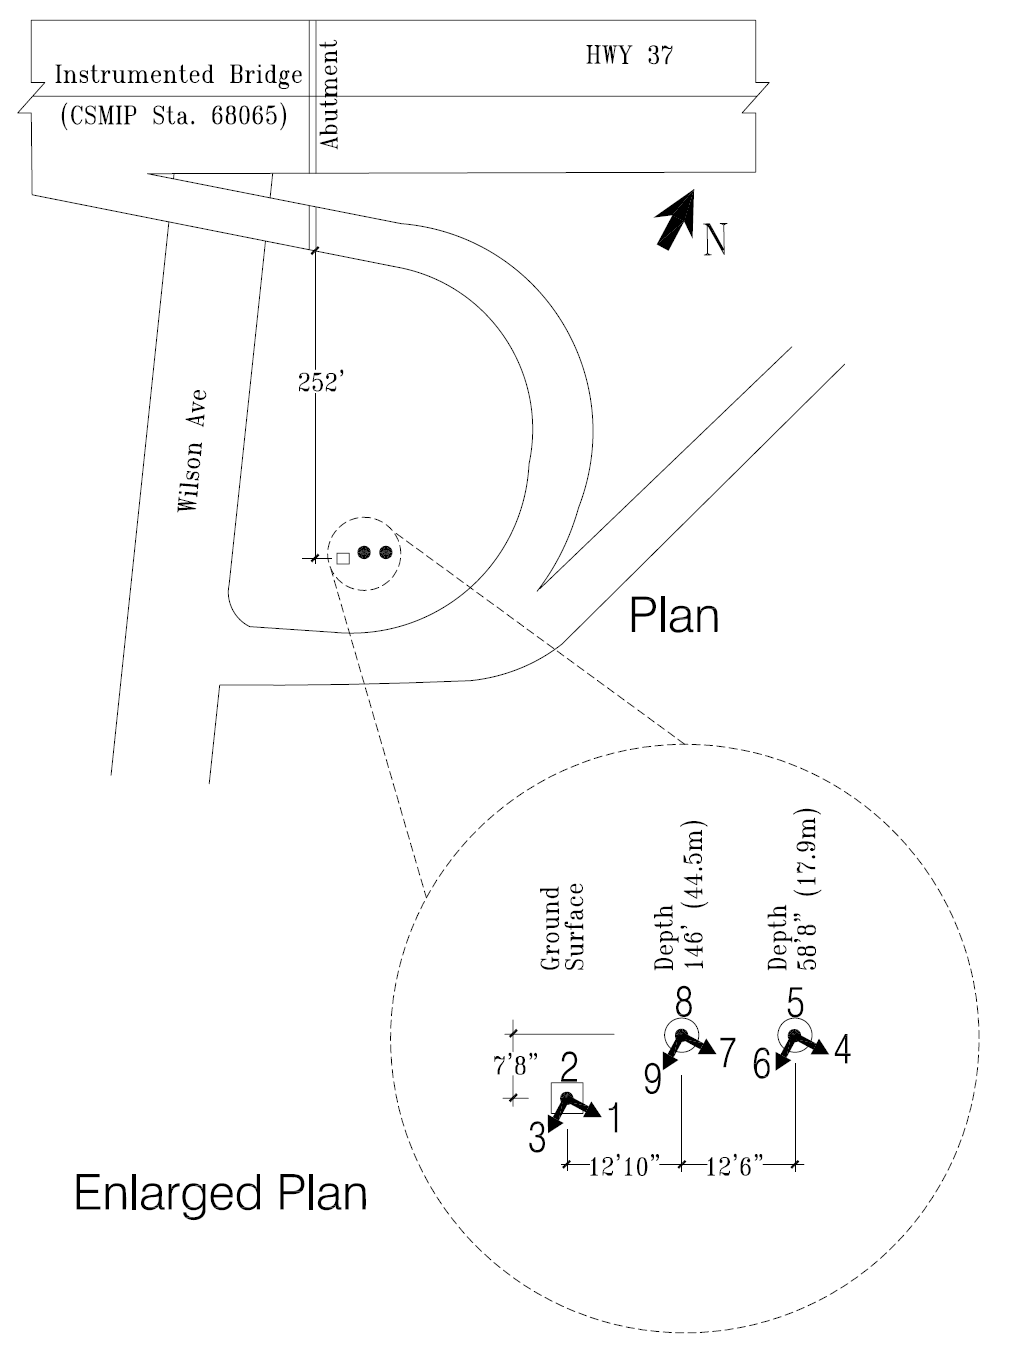 Instrumented Bridge
(CSMIP Sta. 68065)
Abutment
HWY 37
N
252'
Wilson Ave
Plan
Ground
Surface
Depth
146' (44.5m)
Depth
58'8" (17.9m)
8
5
7
4
9
6
7'8"
2
1
3
12'10"
12'6"
Enlarged Plan